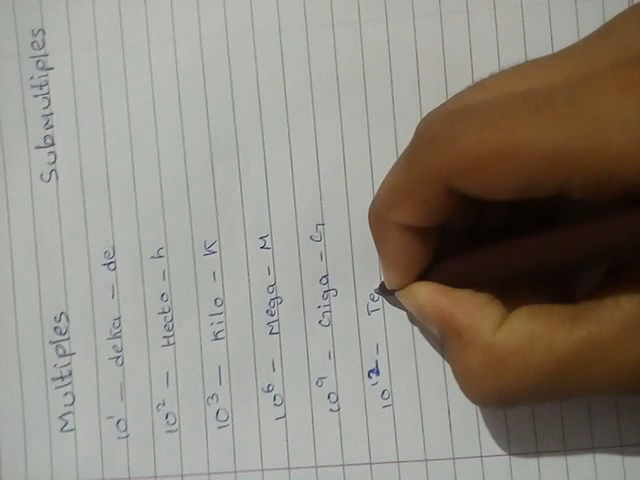 Multiples Submultiples
10¹ — deka — de
10² — Hecto — h
10³ — Kilo — K
10⁶ — Mega — M
10⁹ — Giga — G
10¹² — Te